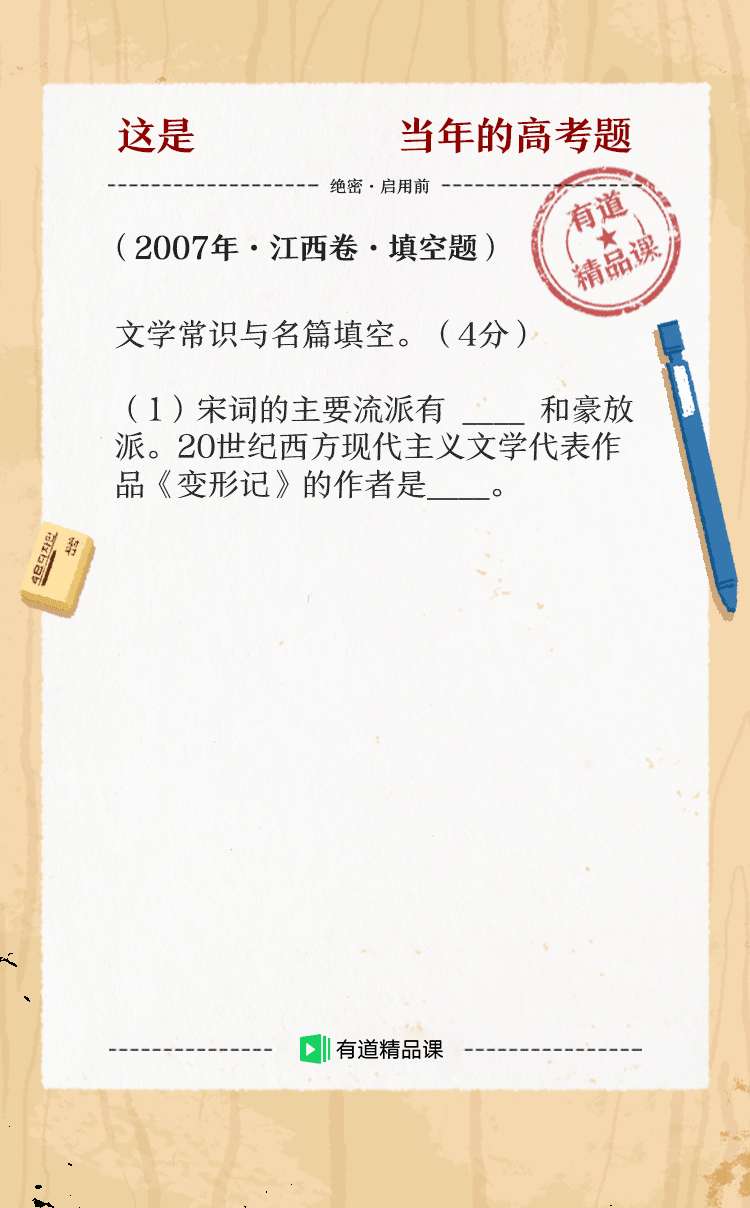 这是 当年的高考题
绝密·启用前
有道
精品课
(2007年·江西卷·填空题)
文学常识与名篇填空。(4分)
(1)宋词的主要流派有 ____ 和豪放
派。20世纪西方现代主义文学代表作
品《变形记》的作者是____。
有道精品课